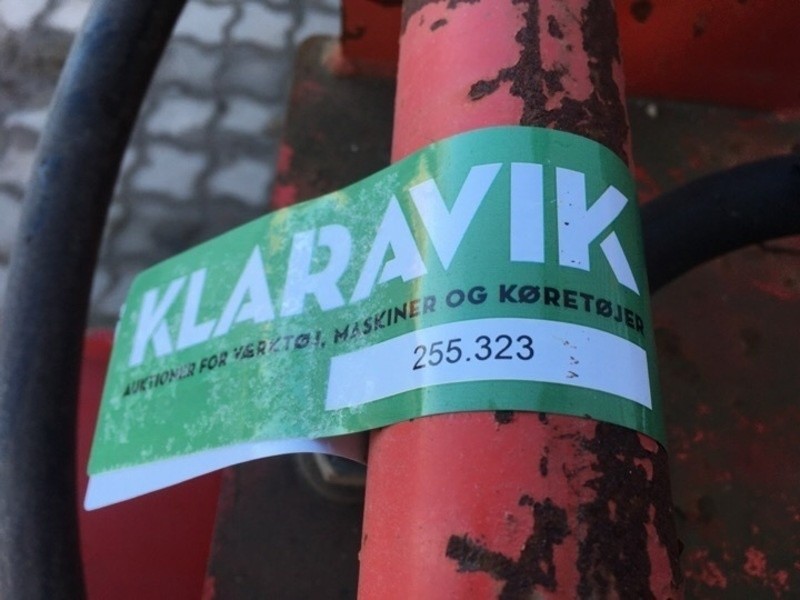 KLARAVIK
AUKTIONER FOR VÆRKTØJ, MASKINER OG KØRETØJER
255.323